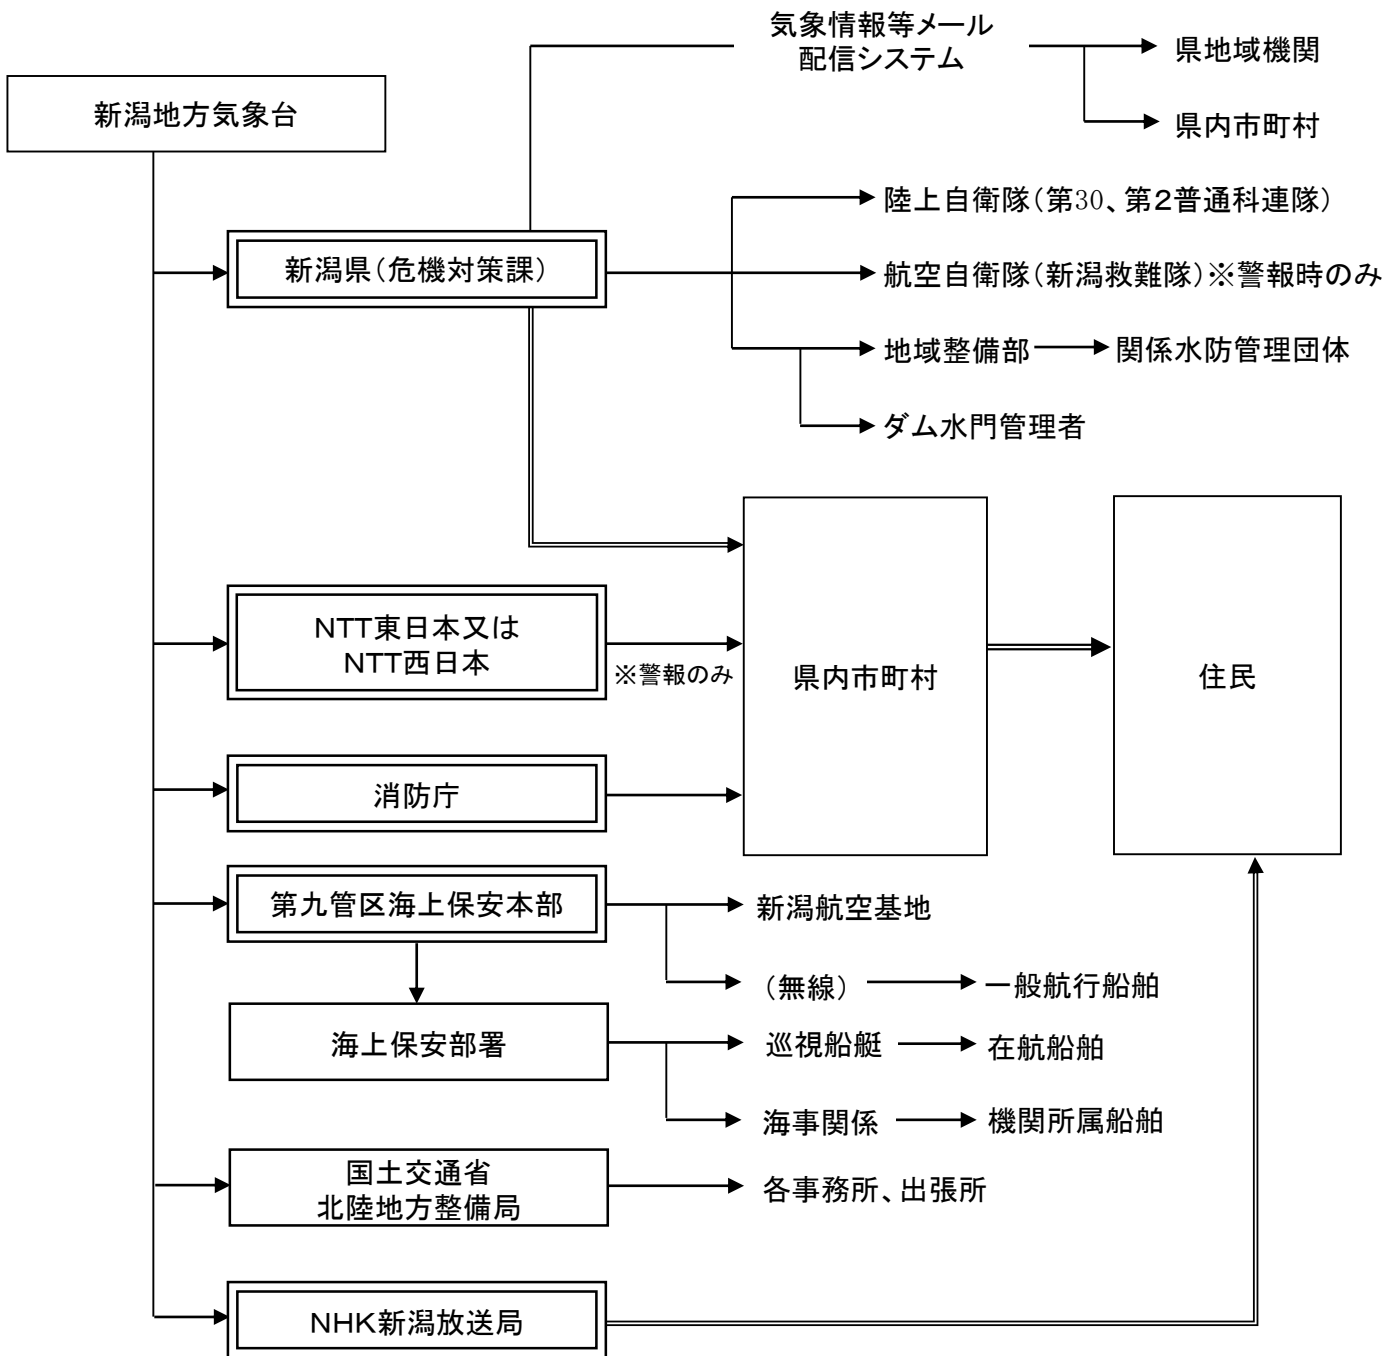 気象情報等メール
配信システム
県地域機関
新潟地方気象台
県内市町村
陸上自衛隊(第30、第2普通科連隊)
新潟県(危機対策課)
航空自衛隊(新潟救難隊)※警報時のみ
地域整備部
関係水防管理団体
ダム水門管理者
NTT東日本又は
NTT西日本
※警報のみ
県内市町村
住民
消防庁
第九管区海上保安本部
新潟航空基地
(無線)
一般航行船舶
海上保安部署
巡視船艇
在航船舶
海事関係
機関所属船舶
国土交通省
北陸地方整備局
各事務所、出張所
NHK新潟放送局